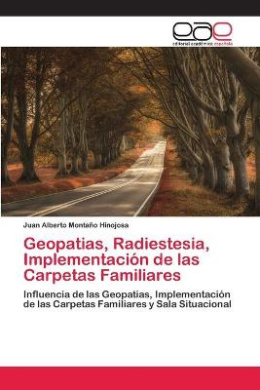 eae
editorial académica española
Juan Alberto Montaño Hinojosa
Geopatias, Radiestesia,
Implementación de las
Carpetas Familiares
Influencia de las Geopatías, Implementación
de las Carpetas Familiares y Sala Situacional